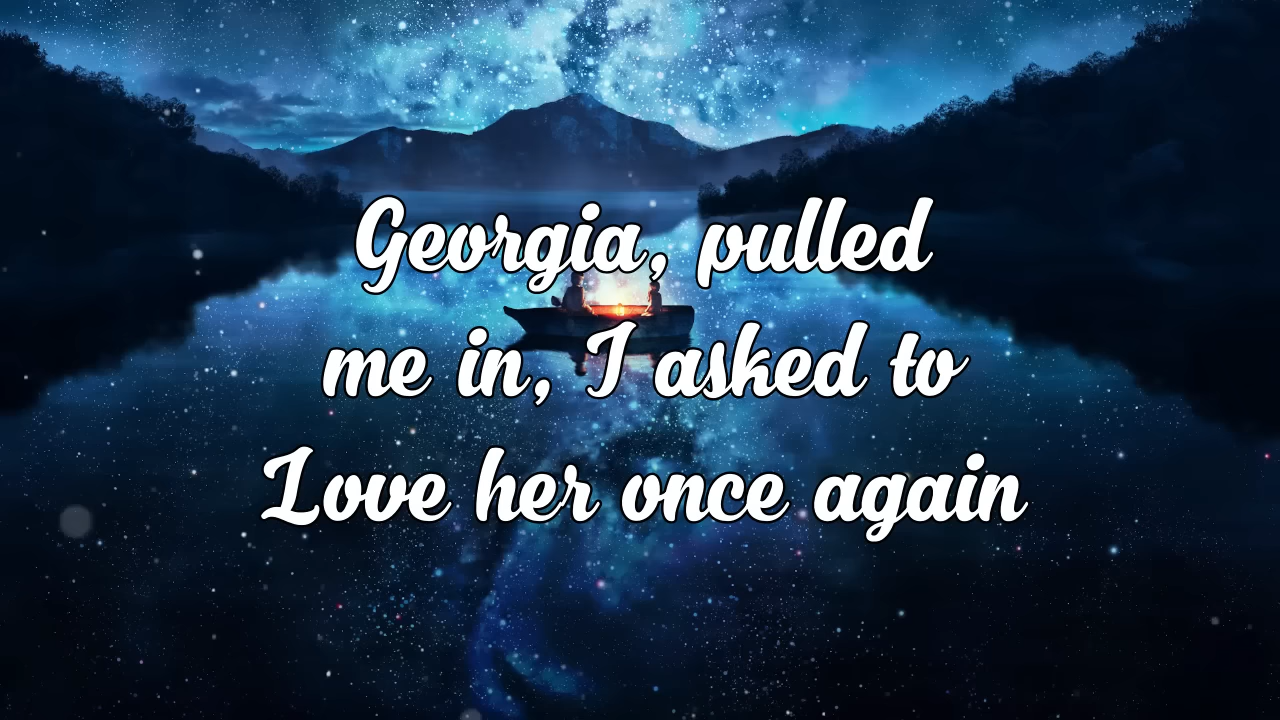 Georgia, pulled
me in, I asked to
Love her once again